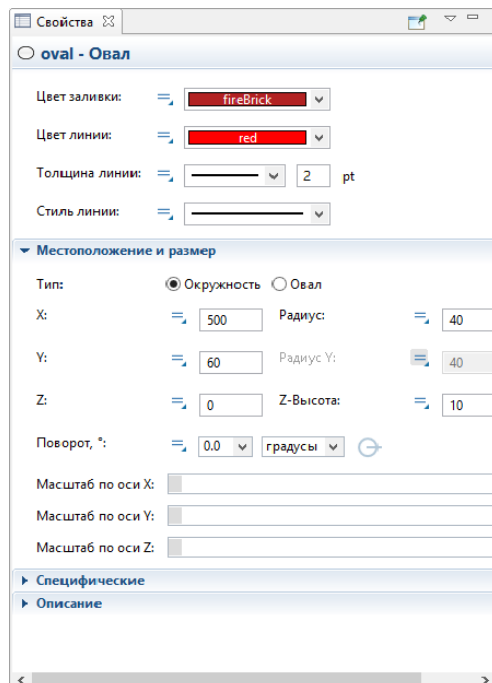 Свойства
oval - Овал
Цвет заливки: fireBrick
Цвет линии: red
Толщина линии: 2 pt
Стиль линии:
Местоположение и размер
Тип: Окружность Овал
X: 500 Радиус: 40
Y: 60 Радиус Y: 40
Z: 0 Z-Высота: 10
Поворот, °: 0.0 градусы
Масштаб по оси X:
Масштаб по оси Y:
Масштаб по оси Z:
Специфические
Описание